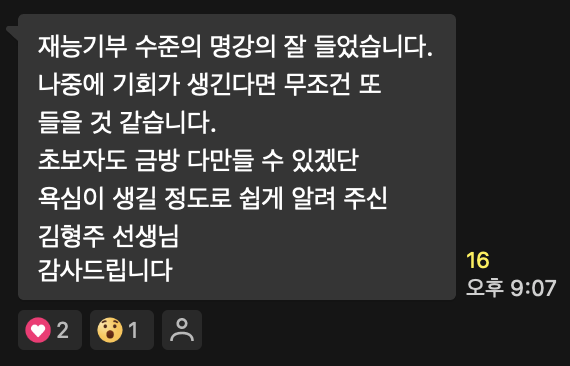 재능기부 수준의 명강의 잘 들었습니다.
나중에 기회가 생긴다면 무조건 또
들을 것 같습니다.
초보자도 금방 다만들 수 있겠단
욕심이 생길 정도로 쉽게 알려 주신
김형주 선생님
감사드립니다
16
오후 9:07
2
1